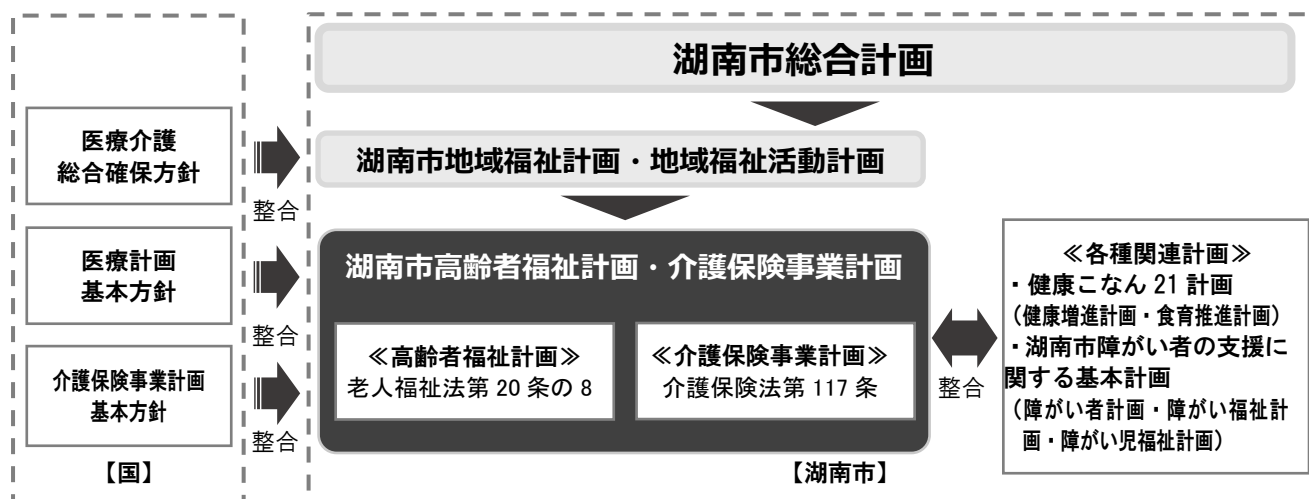 湖南市総合計画
医療介護
総合確保方針
整合
湖南市地域福祉計画・地域福祉活動計画
医療計画
基本方針
整合
介護保険事業計画
基本方針
整合
【国】
湖南市高齢者福祉計画・介護保険事業計画
≪高齢者福祉計画≫
老人福祉法第 20 条の 8
≪介護保険事業計画≫
介護保険法第 117 条
整合
≪各種関連計画≫
・健康こなん 21 計画
（健康増進計画・食育推進計画）
・湖南市障がい者の支援に
関する基本計画
（障がい者計画・障がい福祉計
画・障がい児福祉計画）
【湖南市】